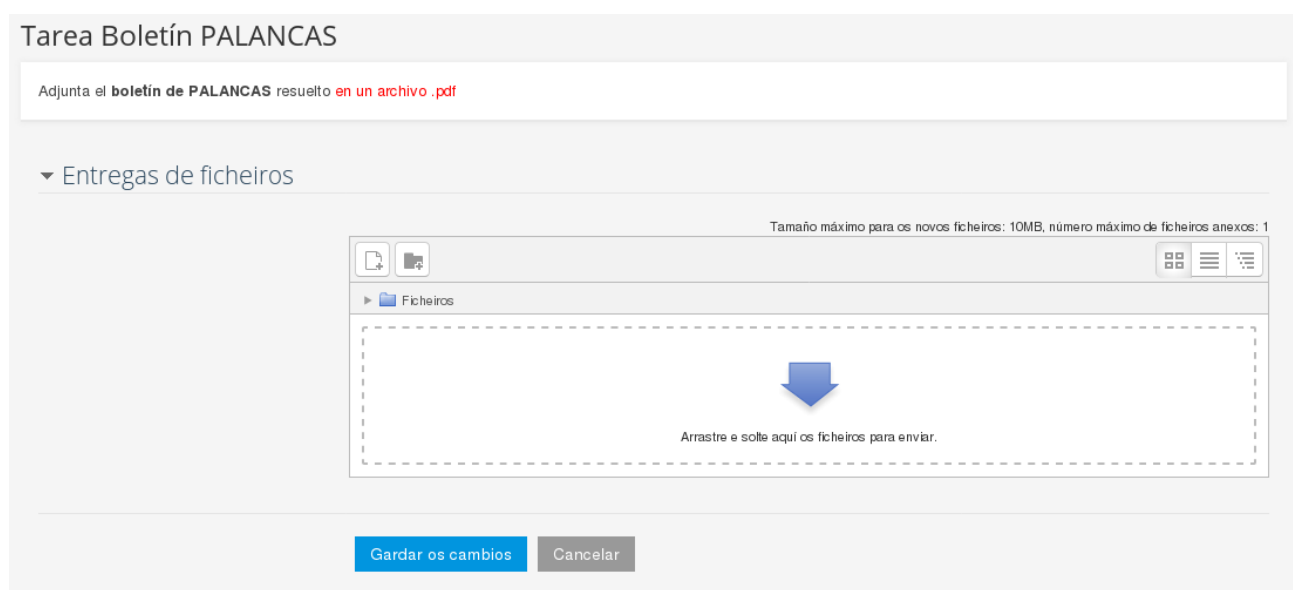 Tarea Boletín PALANCAS
Adjunta el boletín de PALANCAS resuelto en un archivo .pdf
Entregas de ficheiros
Tamaño máximo para os novos ficheiros: 10MB, número máximo de ficheiros anexos: 1
Ficheiros
Arrastre e solte aquí os ficheiros para enviar.
Gardar os cambios
Cancelar